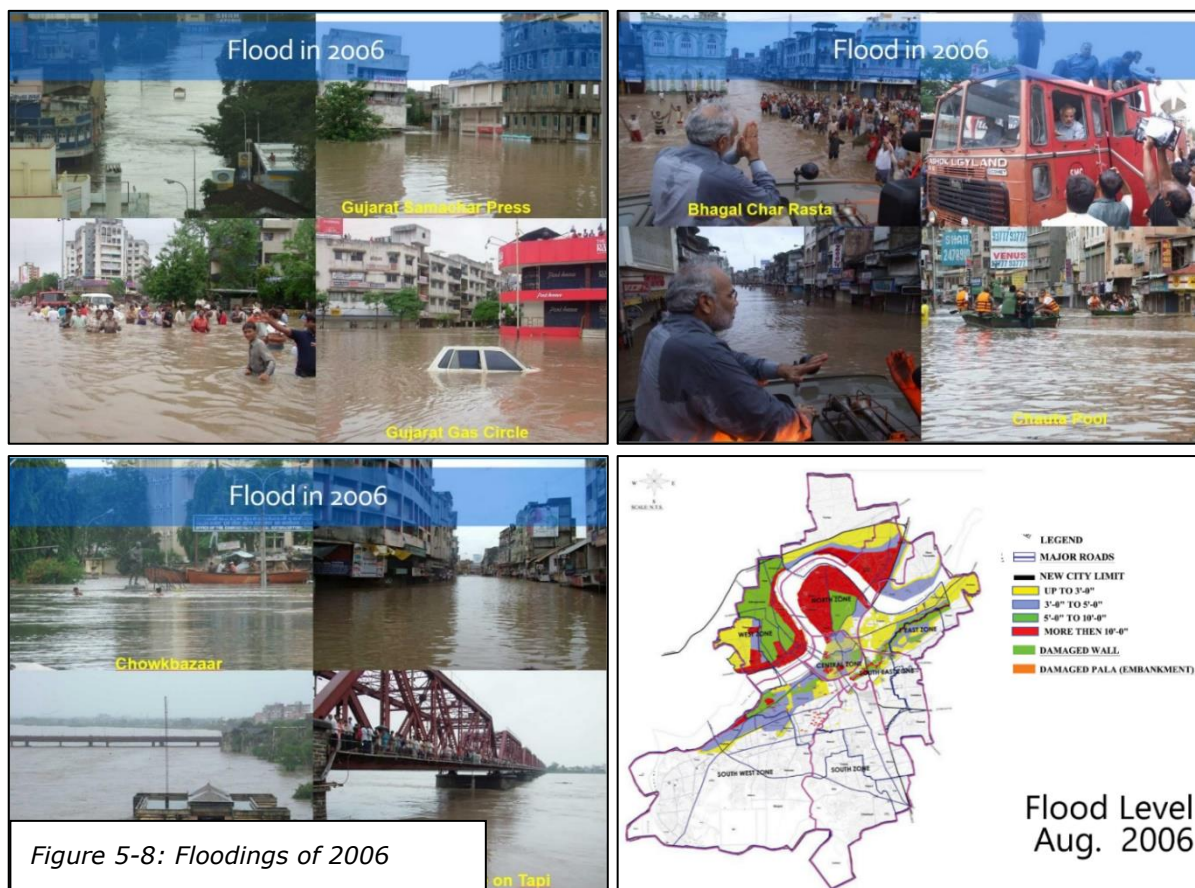 Flood in 2006
Gujarat Samachar Press
Gujarat Gas Circle
Flood in 2006
Bhagal Char Rasta
SHAH
VENUS
Chauta Pool
Flood in 2006
Chowkbazaar
on Tapi
Figure 5-8: Floodings of 2006
SCALE:N.T.S.
LEGEND
MAJOR ROADS
NEW CITY LIMIT
UP TO 3'-0"
3'-0" TO 5'-0"
5'-0" TO 10'-0"
MORE THEN 10'-0"
DAMAGED WALL
DAMAGED PALA (EMBANKMENT)
NORTH ZONE
WEST ZONE
EAST ZONE
CENTRAL ZONE
SOUTH WEST ZONE
SOUTH ZONE
Flood Level
Aug. 2006